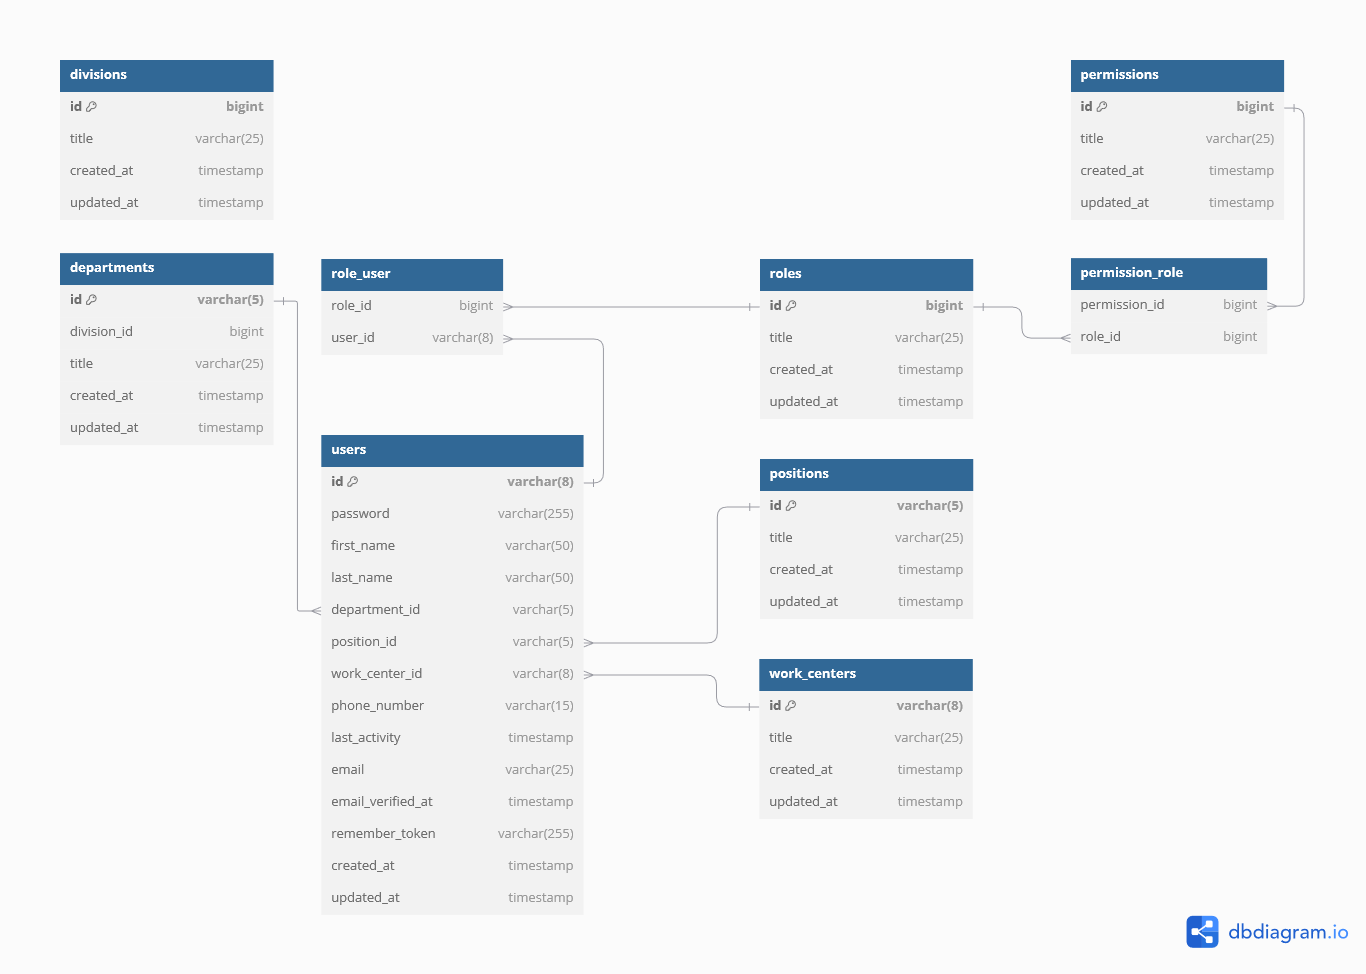 divisions
id bigint
title varchar(25)
created_at timestamp
updated_at timestamp
departments
id varchar(5)
division_id bigint
title varchar(25)
created_at timestamp
updated_at timestamp
role_user
role_id bigint
user_id varchar(8)
users
id varchar(8)
password varchar(255)
first_name varchar(50)
last_name varchar(50)
department_id varchar(5)
position_id varchar(5)
work_center_id varchar(8)
phone_number varchar(15)
last_activity timestamp
email varchar(25)
email_verified_at timestamp
remember_token varchar(255)
created_at timestamp
updated_at timestamp
roles
id bigint
title varchar(25)
created_at timestamp
updated_at timestamp
positions
id varchar(5)
title varchar(25)
created_at timestamp
updated_at timestamp
work_centers
id varchar(8)
title varchar(25)
created_at timestamp
updated_at timestamp
permissions
id bigint
title varchar(25)
created_at timestamp
updated_at timestamp
permission_role
permission_id bigint
role_id bigint
dbdiagram.io